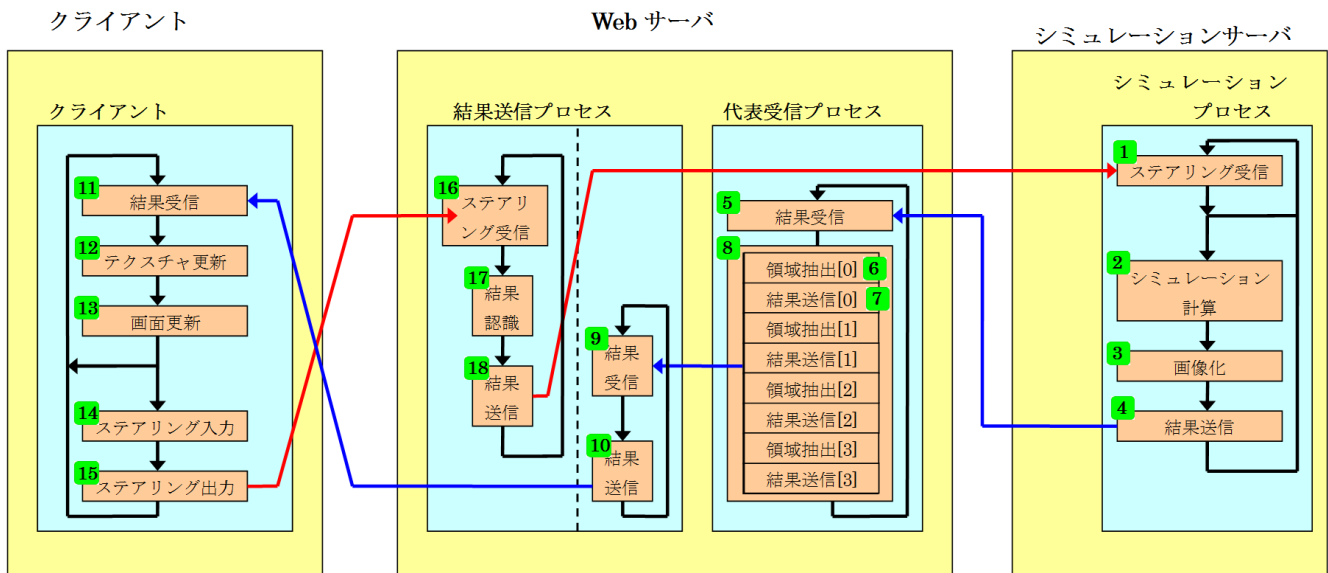 クライアント
Web サーバ
シミュレーションサーバ
クライアント
11
結果受信
12
テクスチャ更新
13
画面更新
14
ステアリング入力
15
ステアリング出力
結果送信プロセス
16
ステアリ
ング受信
17
結果
認識
18
結果
送信
9
結果
受信
10
結果
送信
代表受信プロセス
5
結果受信
8
領域抽出[0]
6
結果送信[0]
7
領域抽出[1]
結果送信[1]
領域抽出[2]
結果送信[2]
領域抽出[3]
結果送信[3]
シミュレーション
プロセス
1
ステアリング受信
2
シミュレーション
計算
3
画像化
4
結果送信